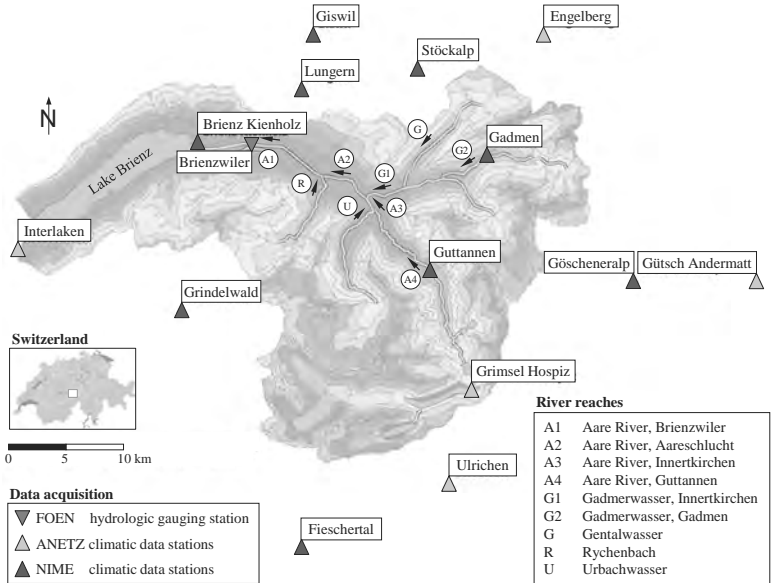 Giswil
Engelberg
Stöckalp
Lungern
N
Brienz Kienholz
G
Gadmen
G2
Lake Brienz
Brienzwiler
A1
A2
G1
R
U
A3
Interlaken
Guttannen
A4
Göscheneralp
Gütsch Andermatt
Grindelwald
Switzerland
Grimsel Hospiz
0 5 10 km
Ulrichen
Fieschertal
Data acquisition
FOEN hydrologic gauging station
ANETZ climatic data stations
NIME climatic data stations
River reaches
A1 Aare River, Brienzwiler
A2 Aare River, Aareschlucht
A3 Aare River, Innertkirchen
A4 Aare River, Guttannen
G1 Gadmerwasser, Innertkirchen
G2 Gadmerwasser, Gadmen
G Gentalwasser
R Rychenbach
U Urbachwasser